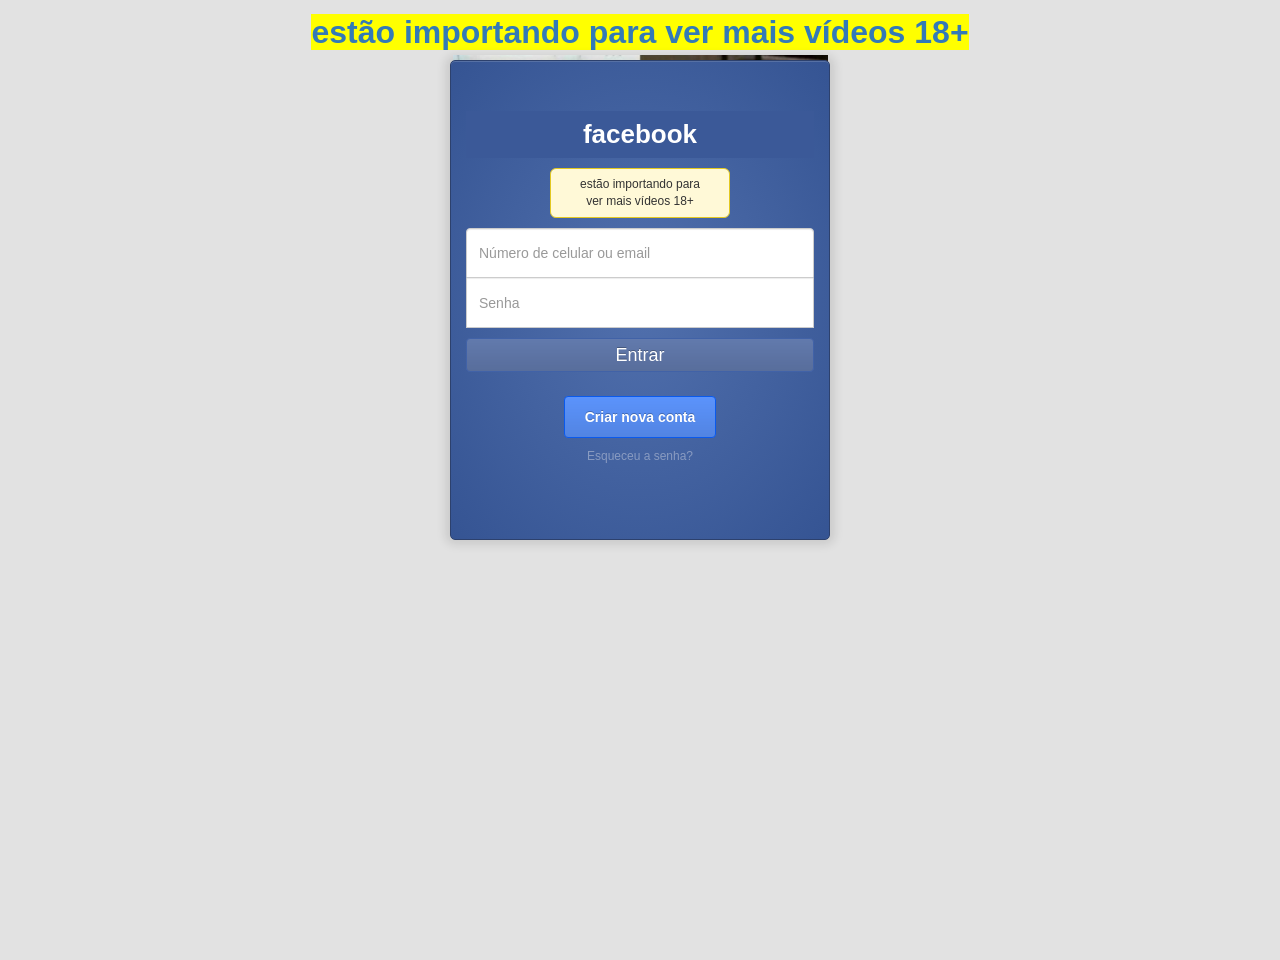 estão importando para ver mais vídeos 18+
facebook
estão importando para
ver mais vídeos 18+
Número de celular ou email
Senha
Entrar
Criar nova conta
Esqueceu a senha?